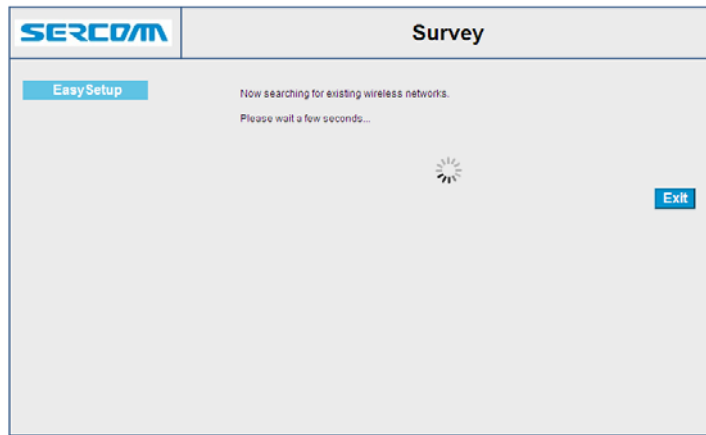 SERCOMM
Survey
EasySetup
Now searching for existing wireless networks.
Please wait a few seconds...
Exit